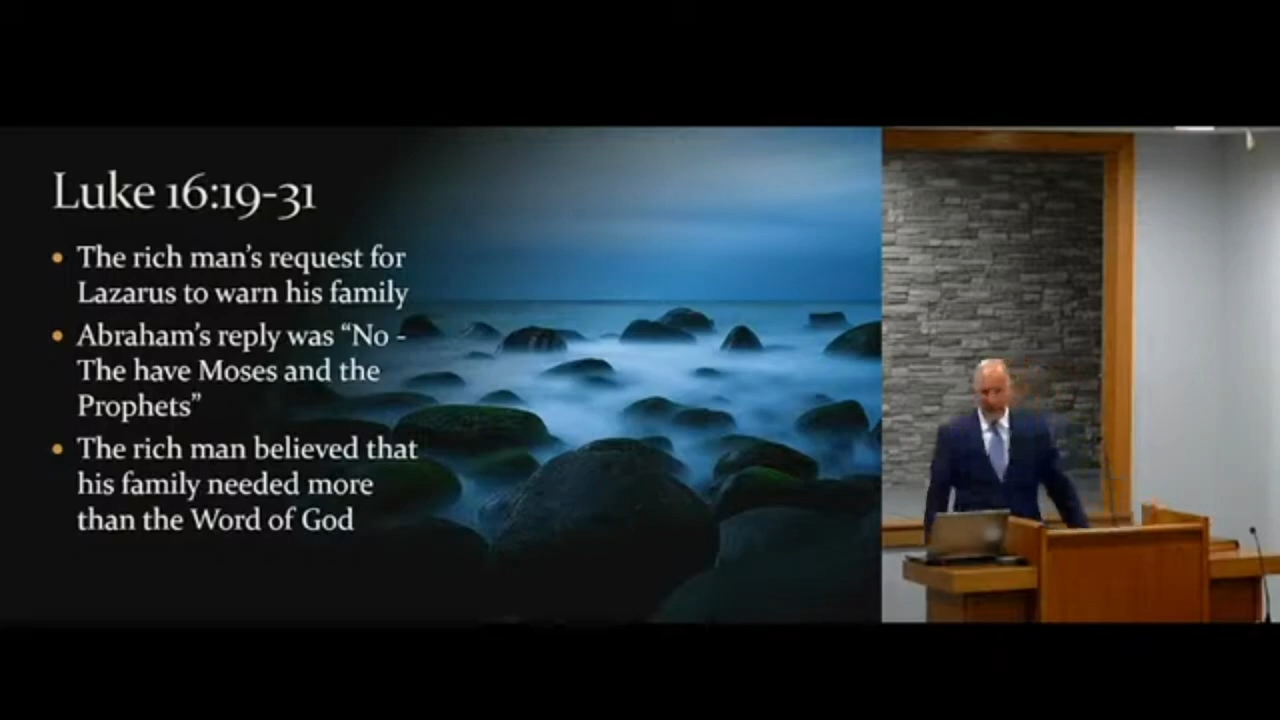 Luke 16:19-31
• The rich man’s request for
Lazarus to warn his family
• Abraham’s reply was “No -
The have Moses and the
Prophets”
• The rich man believed that
his family needed more
than the Word of God